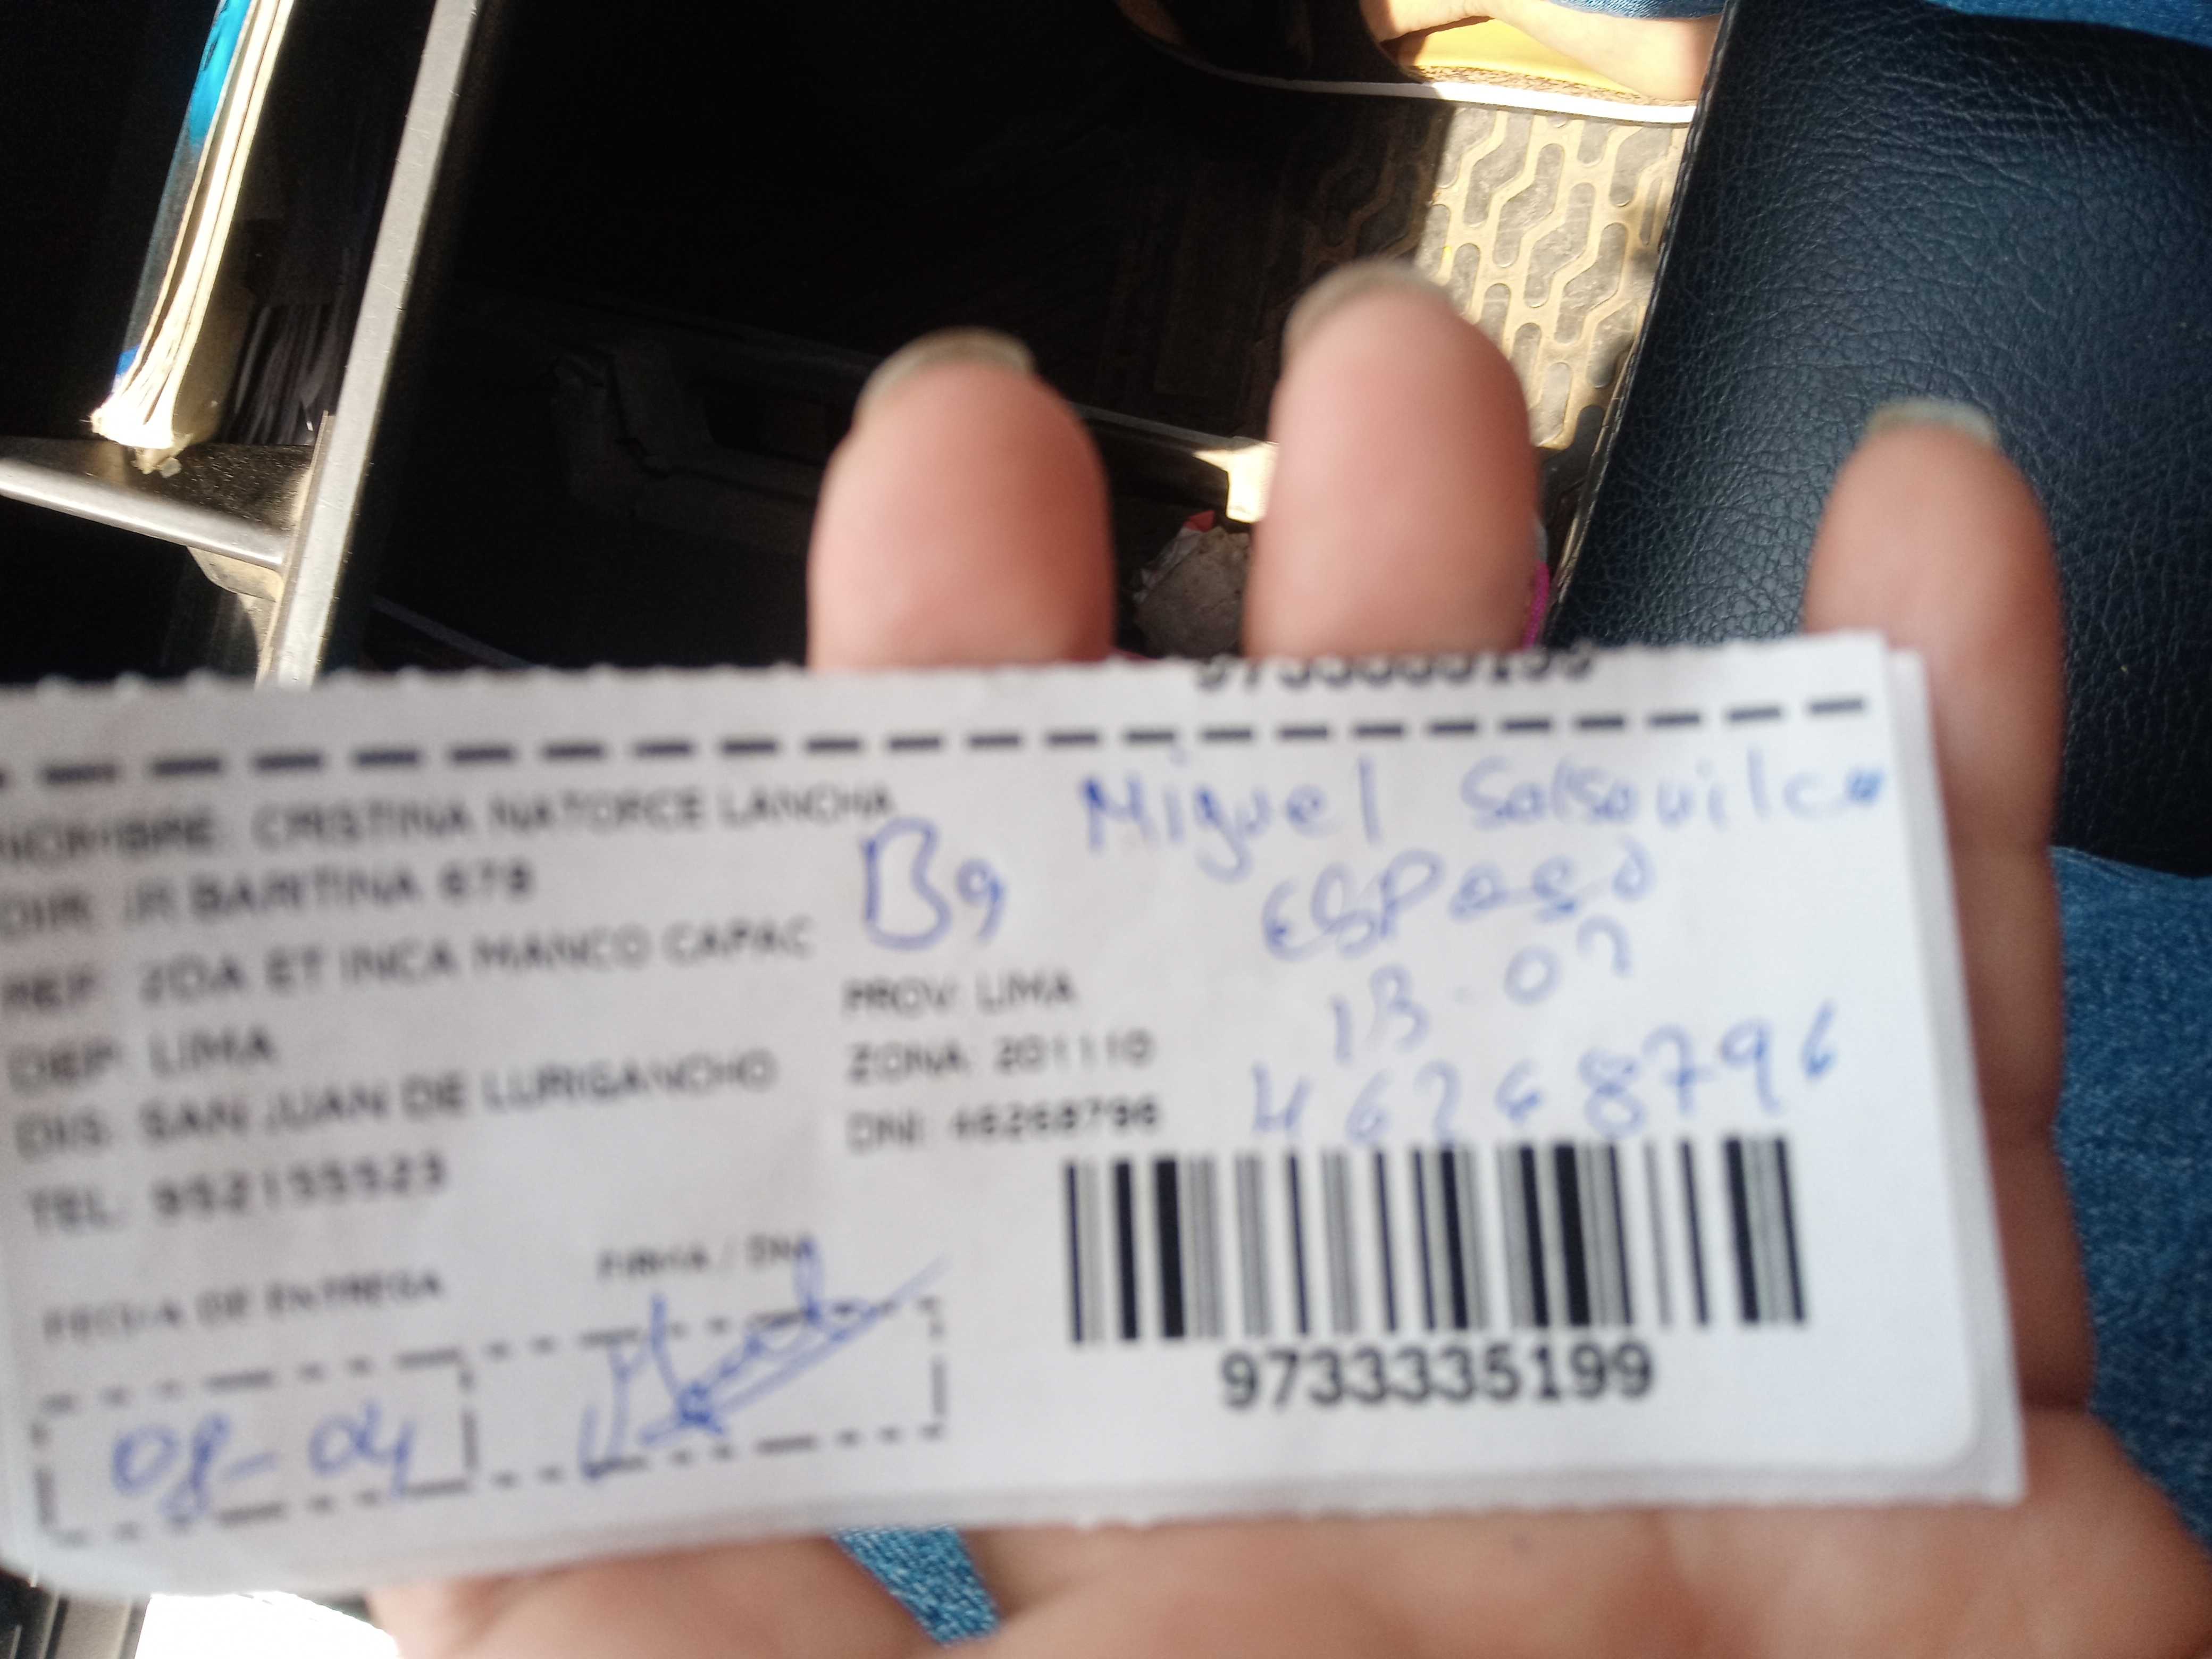 9733335199
NOMBRE: CRISTINA NATORCE LANCHA
Miguel
DIR: JR BARITINA 678
B9
Esposo
REF: 2DA ET INCA MANCO CAPAC
13-07
DEP: LIMA
PROV: LIMA
DIS: SAN JUAN DE LURIGANCHO
ZONA: 201110
46268796
TEL: 952155523
DNI: 46268796
FECHA DE ENTREGA
FIRMA / DNI
08-04
9733335199